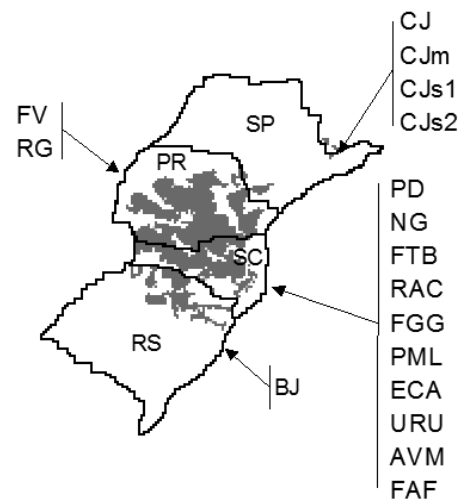 CJ
CJm
CJs1
CJs2
SP
FV
RG
PR
PD
NG
FTB
RAC
FGG
PML
ECA
URU
AVM
FAF
SC
RS
BJ